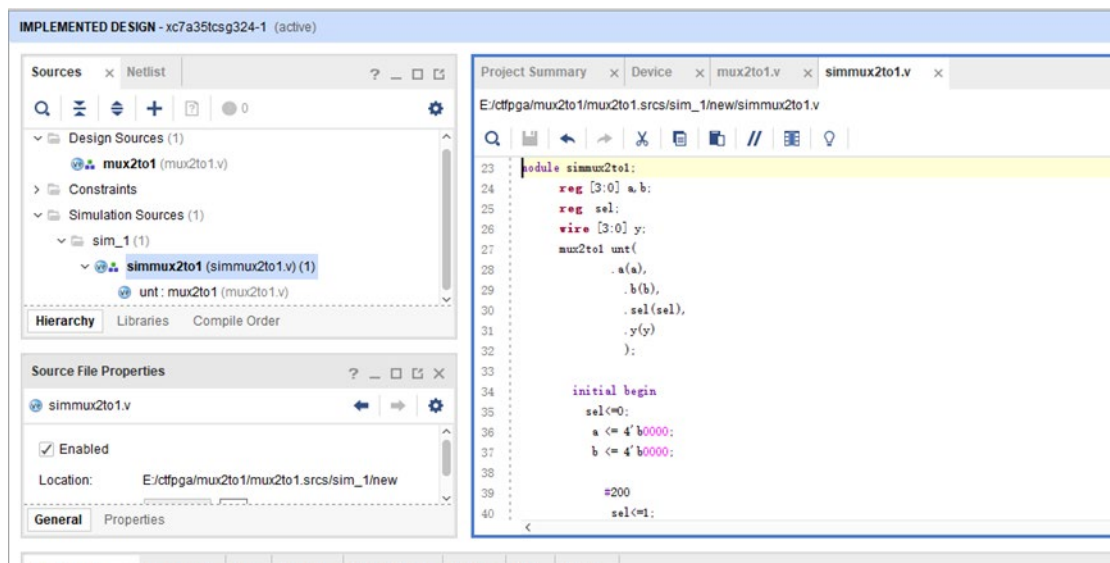 IMPLEMENTED DESIGN - xc7a35tcsg324-1 (active)
Sources Netlist
0
Design Sources (1)
mux2to1 (mux2to1.v)
Constraints
Simulation Sources (1)
sim_1 (1)
simmux2to1 (simmux2to1.v) (1)
unt : mux2to1 (mux2to1.v)
Hierarchy Libraries Compile Order
Source File Properties
simmux2to1.v
Enabled
Location: E:/ctfpga/mux2to1/mux2to1.srcs/sim_1/new
General Properties
Project Summary Device mux2to1.v simmux2to1.v
E:/ctfpga/mux2to1/mux2to1.srcs/sim_1/new/simmux2to1.v
23 module simmux2to1;
24 reg [3:0] a,b;
25 reg sel;
26 wire [3:0] y;
27 mux2to1 unt(
28 .a(a),
29 .b(b),
30 .sel(sel),
31 .y(y)
32 );
33
34 initial begin
35 sel<=0;
36 a <= 4'b0000;
37 b <= 4'b0000;
38
39 #200
40 sel<=1;